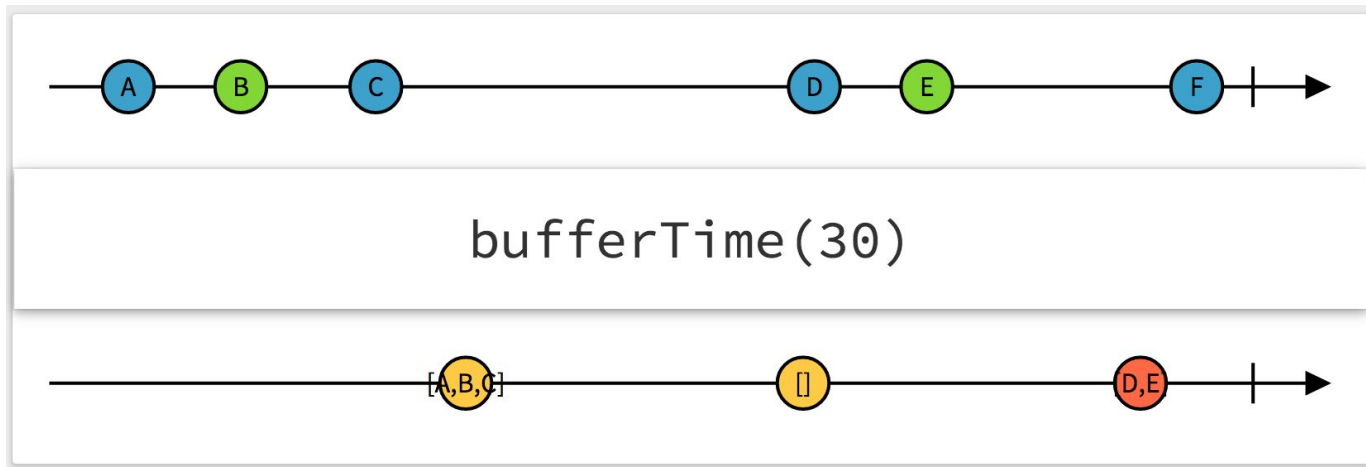 A B C D E F
bufferTime(30)
[A,B,C] [] [D,E]